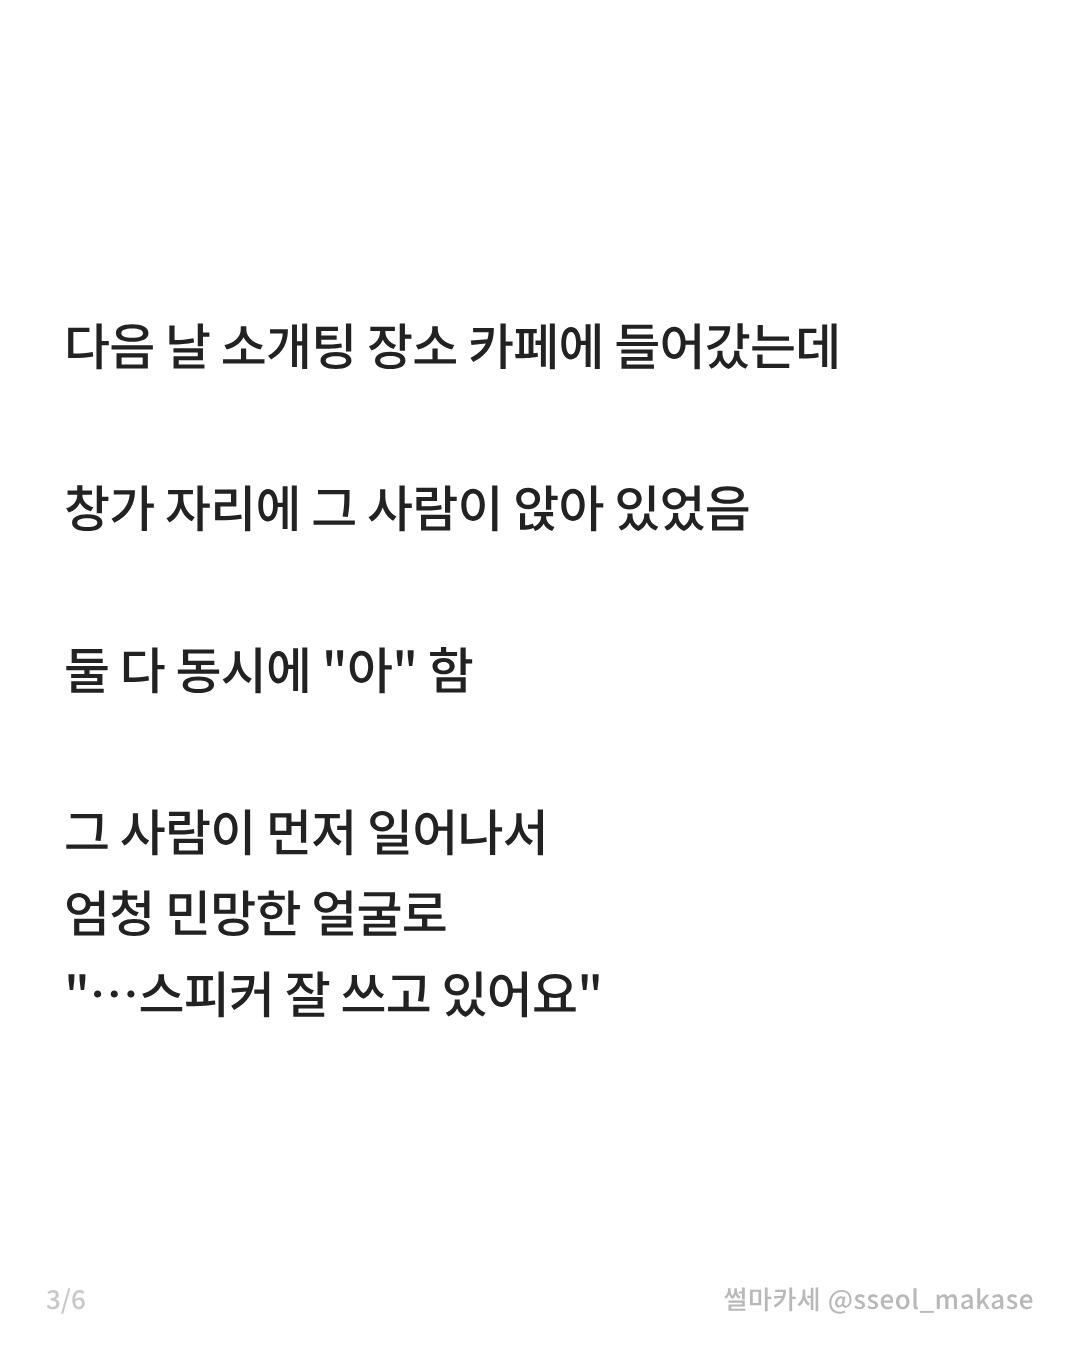 다음 날 소개팅 장소 카페에 들어갔는데
창가 자리에 그 사람이 앉아 있었음
둘 다 동시에 "아" 함
그 사람이 먼저 일어나서
엄청 민망한 얼굴로
"…스피커 잘 쓰고 있어요"
3/6
썰마카세 @sseol_makase